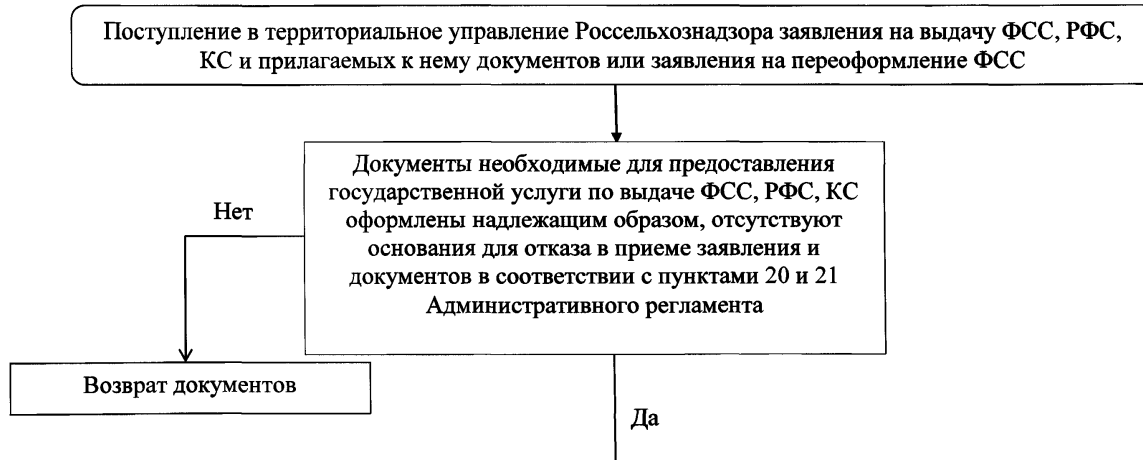 Поступление в территориальное управление Россельхознадзора заявления на выдачу ФСС, РФС,
КС и прилагаемых к нему документов или заявления на переоформление ФСС
Документы необходимые для предоставления
государственной услуги по выдаче ФСС, РФС, КС
оформлены надлежащим образом, отсутствуют
основания для отказа в приеме заявления и
документов в соответствии с пунктами 20 и 21
Административного регламента
Нет
Возврат документов
Да